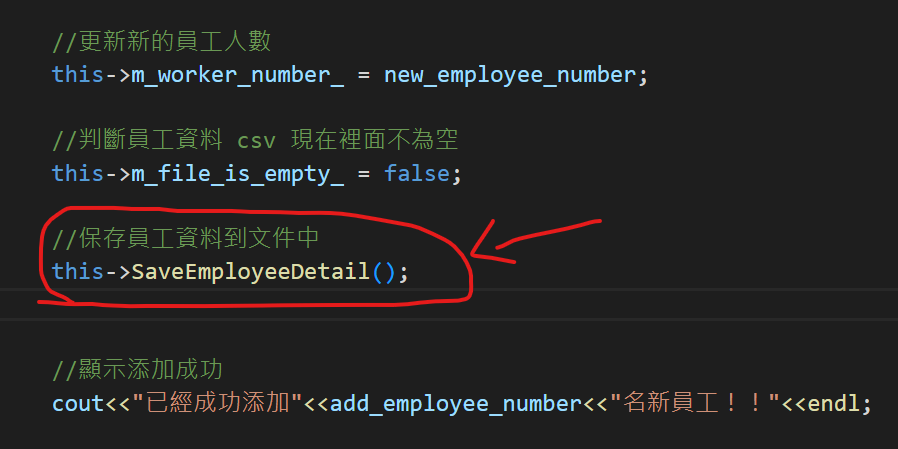 //更新新的員工人數
this->m_worker_number_ = new_employee_number;
//判斷員工資料 csv 現在裡面不為空
this->m_file_is_empty_ = false;
//保存員工資料到文件中
this->SaveEmployeeDetail();
//顯示添加成功
cout<<"已經成功添加"<<add_employee_number<<"名新員工！！"<<endl;